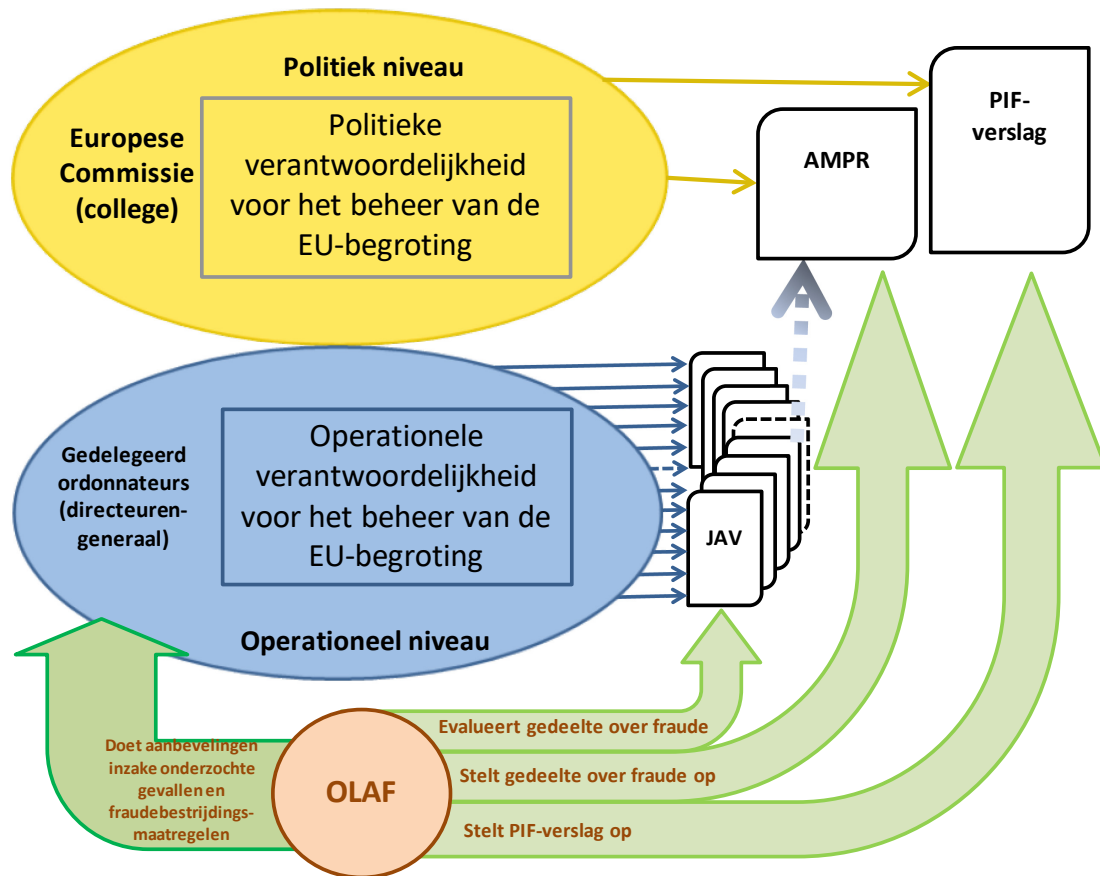 Politiek niveau
Europese
Commissie
(college)
Politieke
verantwoordelijkheid
voor het beheer van de
EU-begroting
AMPR
PIF-
verslag
Gedelegeerd
ordonnateurs
(directeuren-
generaal)
Operationele
verantwoordelijkheid
voor het beheer van de
EU-begroting
Operationeel niveau
JAV
Doet aanbevelingen
inzake onderzochte
gevallen en
fraudebestrijdings-
maatregelen
OLAF
Evalueert gedeelte over fraude
Stelt gedeelte over fraude op
Stelt PIF-verslag op